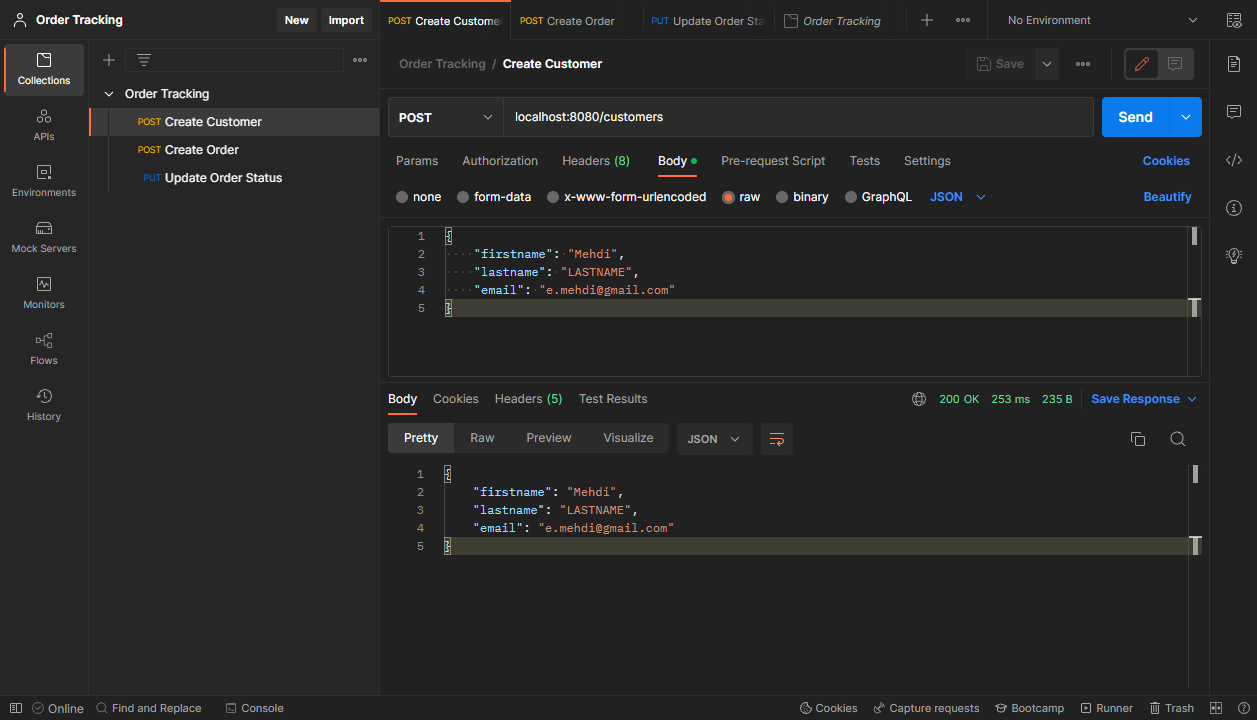 Order Tracking
New
Import
POST Create Custome
POST Create Order
PUT Update Order Sta
Order Tracking
No Environment
Collections
APIs
Environments
Mock Servers
Monitors
Flows
History
Order Tracking
POST Create Customer
POST Create Order
PUT Update Order Status
Order Tracking / Create Customer
Save
POST
localhost:8080/customers
Send
Params Authorization Headers (8) Body Pre-request Script Tests Settings Cookies
none form-data x-www-form-urlencoded raw binary GraphQL JSON Beautify
1 {
2 "firstname": "Mehdi",
3 "lastname": "LASTNAME",
4 "email": "e.mehdi@gmail.com"
5 }
Body Cookies Headers (5) Test Results 200 OK 253 ms 235 B Save Response
Pretty Raw Preview Visualize JSON
1 {
2 "firstname": "Mehdi",
3 "lastname": "LASTNAME",
4 "email": "e.mehdi@gmail.com"
5 }
Online Find and Replace Console Cookies Capture requests Bootcamp Runner Trash